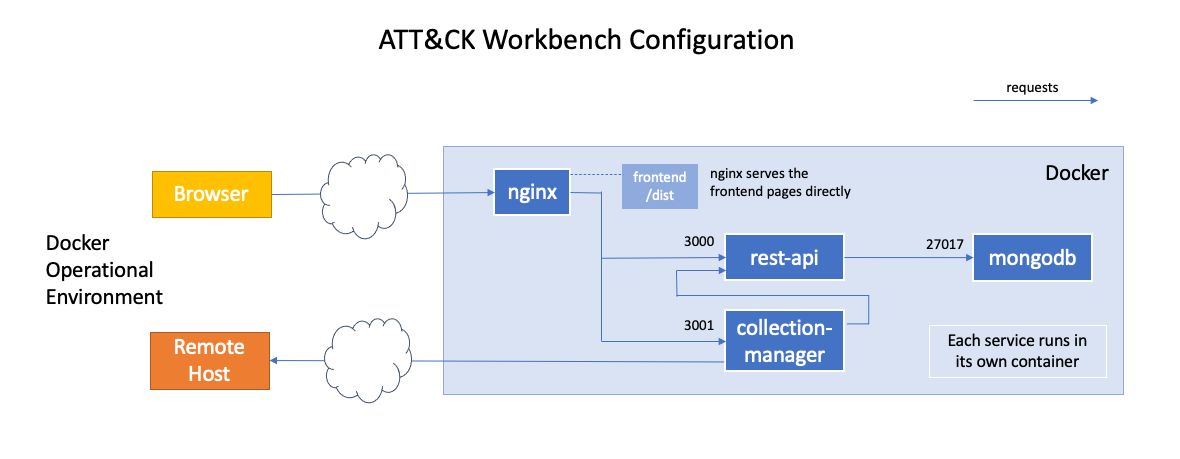 ATT&CK Workbench Configuration
requests
Docker
Browser
nginx
frontend
/dist
nginx serves the
frontend pages directly
Docker
Operational
Environment
3000
rest-api
27017
mongodb
3001
collection-
manager
Remote
Host
Each service runs in
its own container